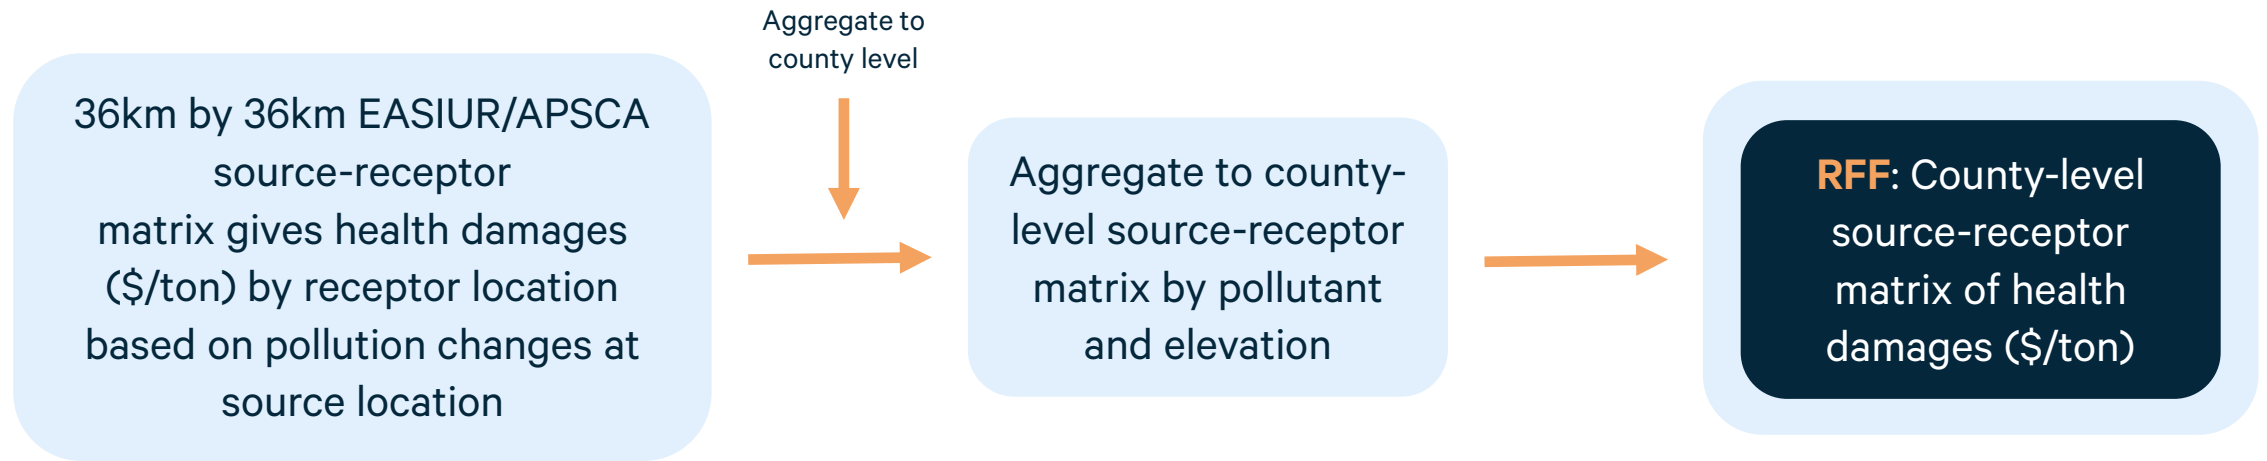 Aggregate to
county level
36km by 36km EASIUR/APSCA
source-receptor
matrix gives health damages
($/ton) by receptor location
based on pollution changes at
source location
Aggregate to county-
level source-receptor
matrix by pollutant
and elevation
RFF: County-level
source-receptor
matrix of health
damages ($/ton)